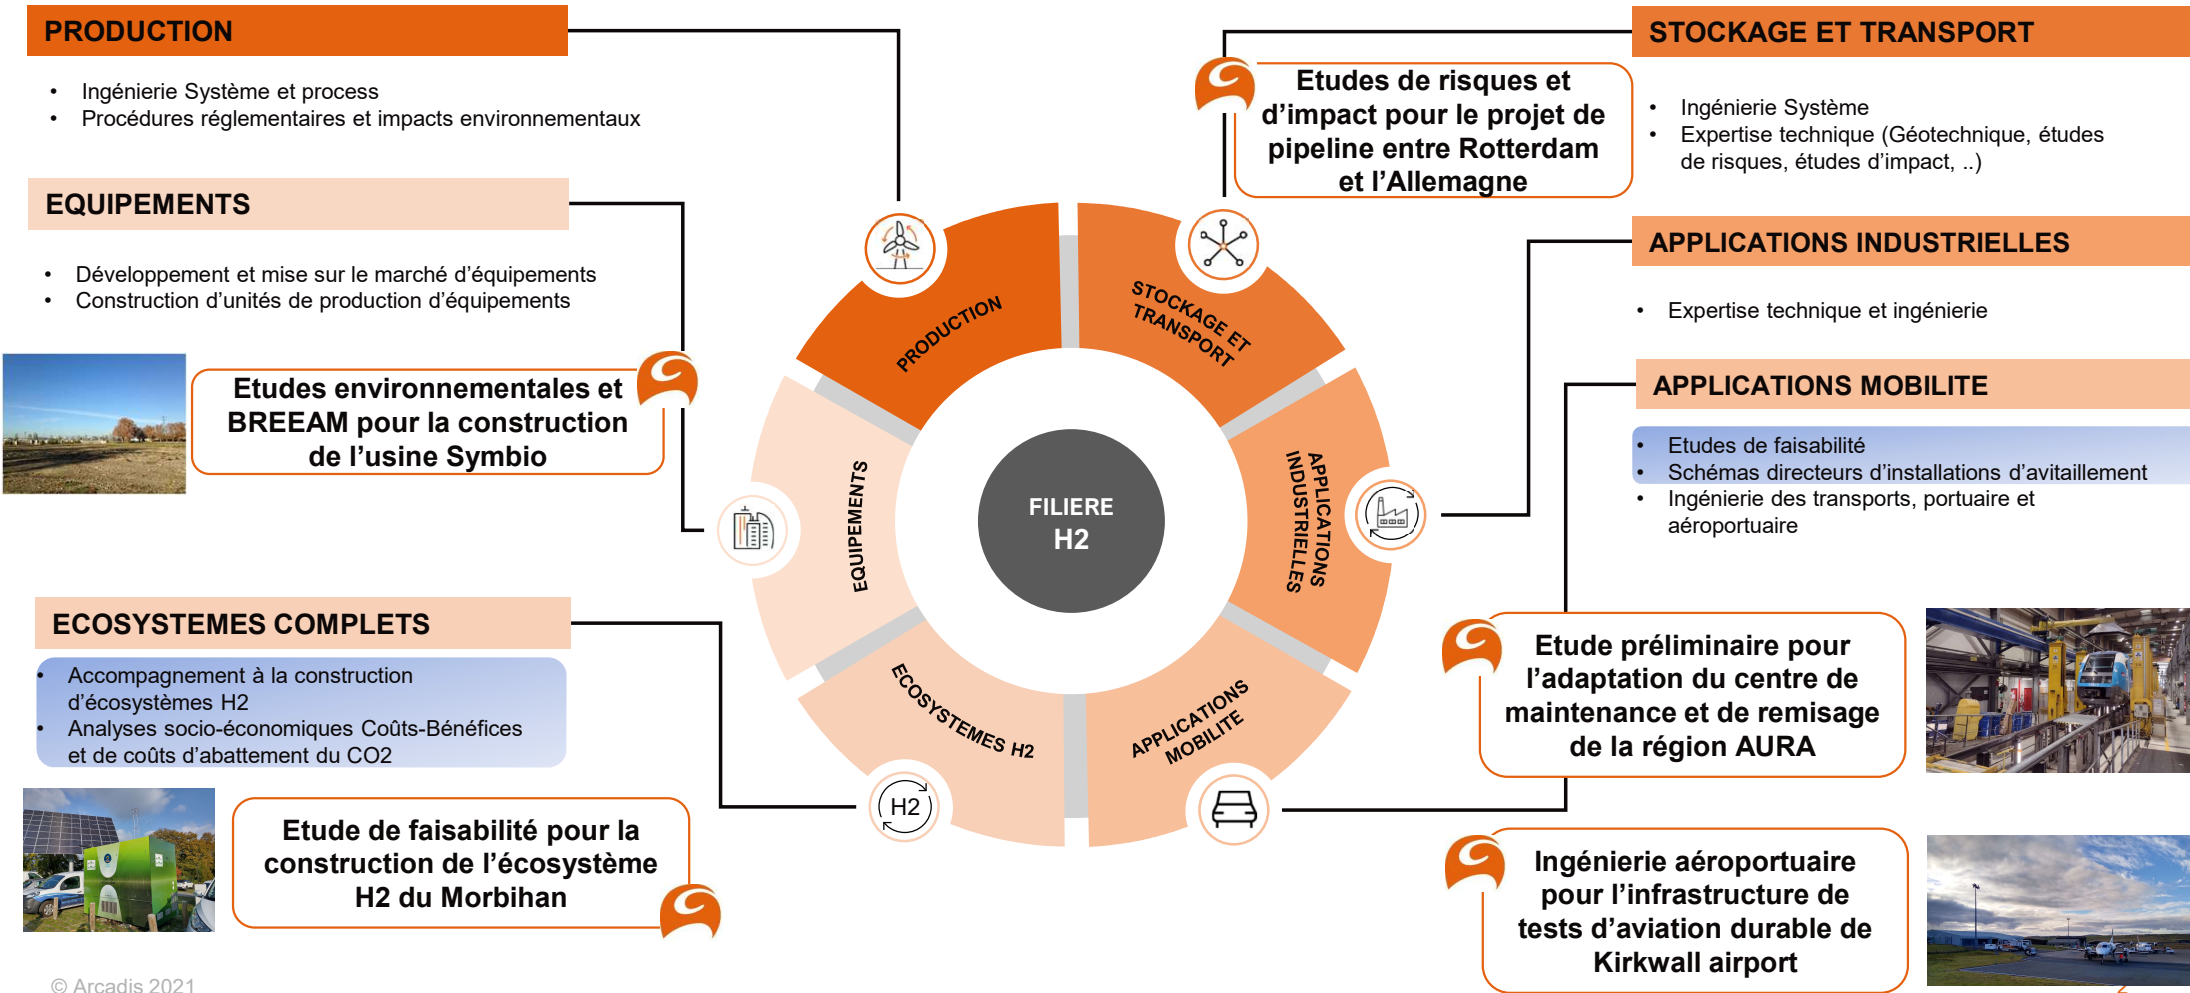 PRODUCTION
• Ingénierie Système et process
• Procédures réglementaires et impacts environnementaux
EQUIPEMENTS
• Développement et mise sur le marché d’équipements
• Construction d’unités de production d’équipements
Etudes environnementales et
BREEAM pour la construction
de l’usine Symbio
ECOSYSTEMES COMPLETS
• Accompagnement à la construction
d’écosystèmes H2
• Analyses socio-économiques Coûts-Bénéfices
et de coûts d’abattement du CO2
Etude de faisabilité pour la
construction de l’écosystème
H2 du Morbihan
© Arcadis 2021
PRODUCTION
STOCKAGE ET
TRANSPORT
APPLICATIONS
INDUSTRIELLES
APPLICATIONS
MOBILITE
ECOSYSTEMES H2
EQUIPEMENTS
H2
FILIERE
H2
STOCKAGE ET TRANSPORT
Etudes de risques et
d’impact pour le projet de
pipeline entre Rotterdam
et l’Allemagne
• Ingénierie Système
• Expertise technique (Géotechnique, études
de risques, études d’impact, ..)
APPLICATIONS INDUSTRIELLES
• Expertise technique et ingénierie
APPLICATIONS MOBILITE
• Etudes de faisabilité
• Schémas directeurs d’installations d’avitaillement
• Ingénierie des transports, portuaire et
aéroportuaire
Etude préliminaire pour
l’adaptation du centre de
maintenance et de remisage
de la région AURA
Ingénierie aéroportuaire
pour l’infrastructure de
tests d’aviation durable de
Kirkwall airport